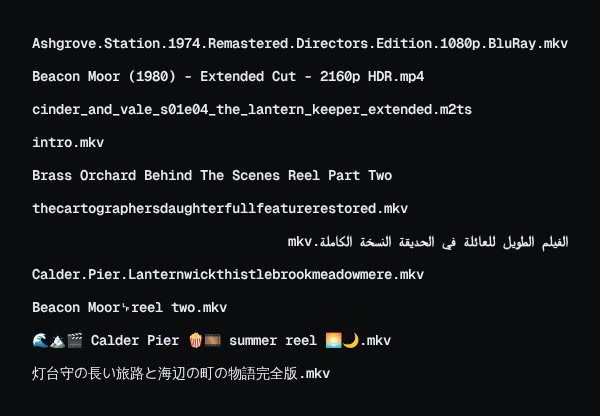 Ashgrove.Station.1974.Remastered.Directors.Edition.1080p.BluRay.mkv
Beacon Moor (1980) - Extended Cut - 2160p HDR.mp4
cinder_and_vale_s01e04_the_lantern_keeper_extended.m2ts
intro.mkv
Brass Orchard Behind The Scenes Reel Part Two
thecartographersdaughterfullfeaturerestored.mkv
الفيلم الطويل للعائلة في الحديقة النسخة الكاملة.mkv
Calder.Pier.Lanternwickthistlebrookmeadowmere.mkv
Beacon Moor␊reel two.mkv
🌊🏔️🎬 Calder Pier 🍿🎞️ summer reel 🌅🌙.mkv
灯台守の長い旅路と海辺の町の物語完全版.mkv